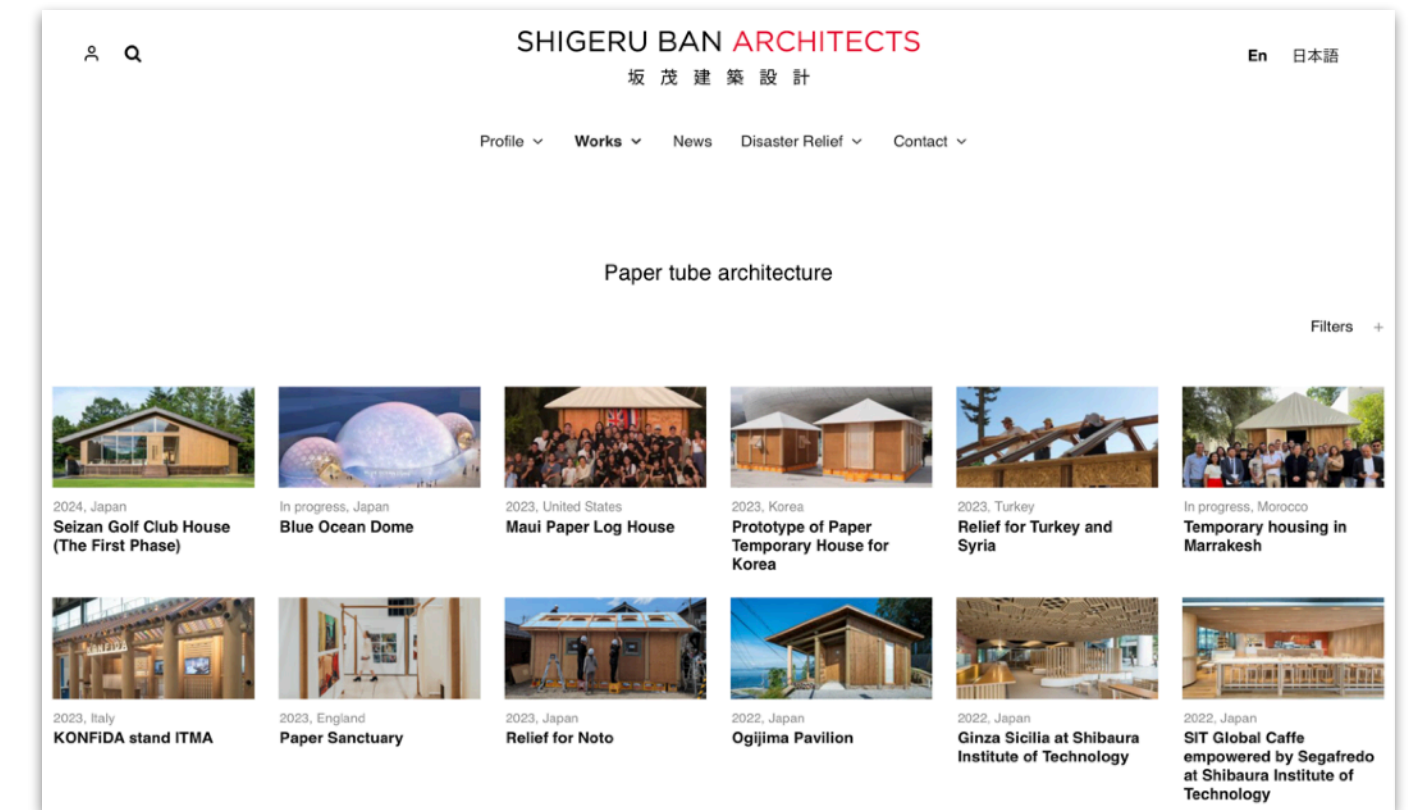 SHIGERU BAN ARCHITECTS
坂茂建築設計
En 日本語
Profile Works News Disaster Relief Contact
Paper tube architecture
Filters +
2024, Japan
Seizan Golf Club House
(The First Phase)
In progress, Japan
Blue Ocean Dome
2023, United States
Maui Paper Log House
2023, Korea
Prototype of Paper
Temporary House for
Korea
2023, Turkey
Relief for Turkey and
Syria
In progress, Morocco
Temporary housing in
Marrakesh
KONFiDA
2023, Italy
KONFiDA stand ITMA
2023, England
Paper Sanctuary
2023, Japan
Relief for Noto
2022, Japan
Ogijima Pavilion
2022, Japan
Ginza Sicilia at Shibaura
Institute of Technology
2022, Japan
SIT Global Caffe
empowered by Segafredo
at Shibaura Institute of
Technology